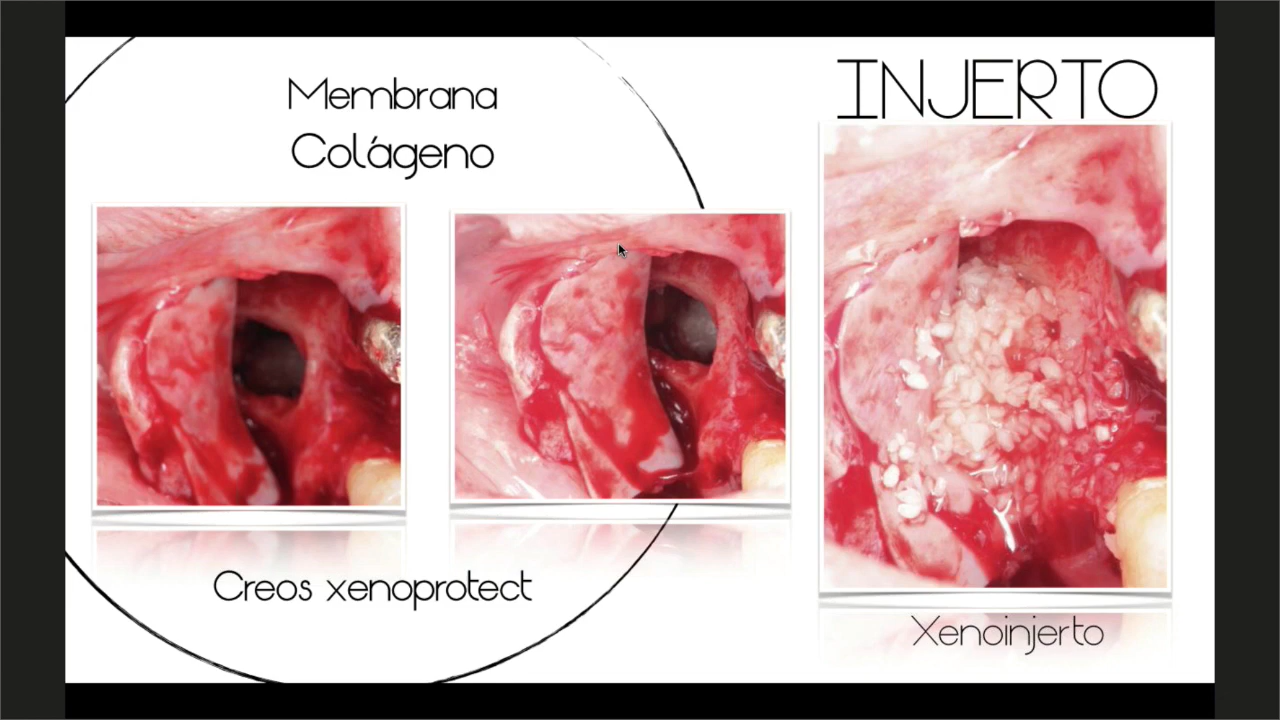 Membrana
Colágeno
Creos xenoprotect
INJERTO
Xenoinjerto